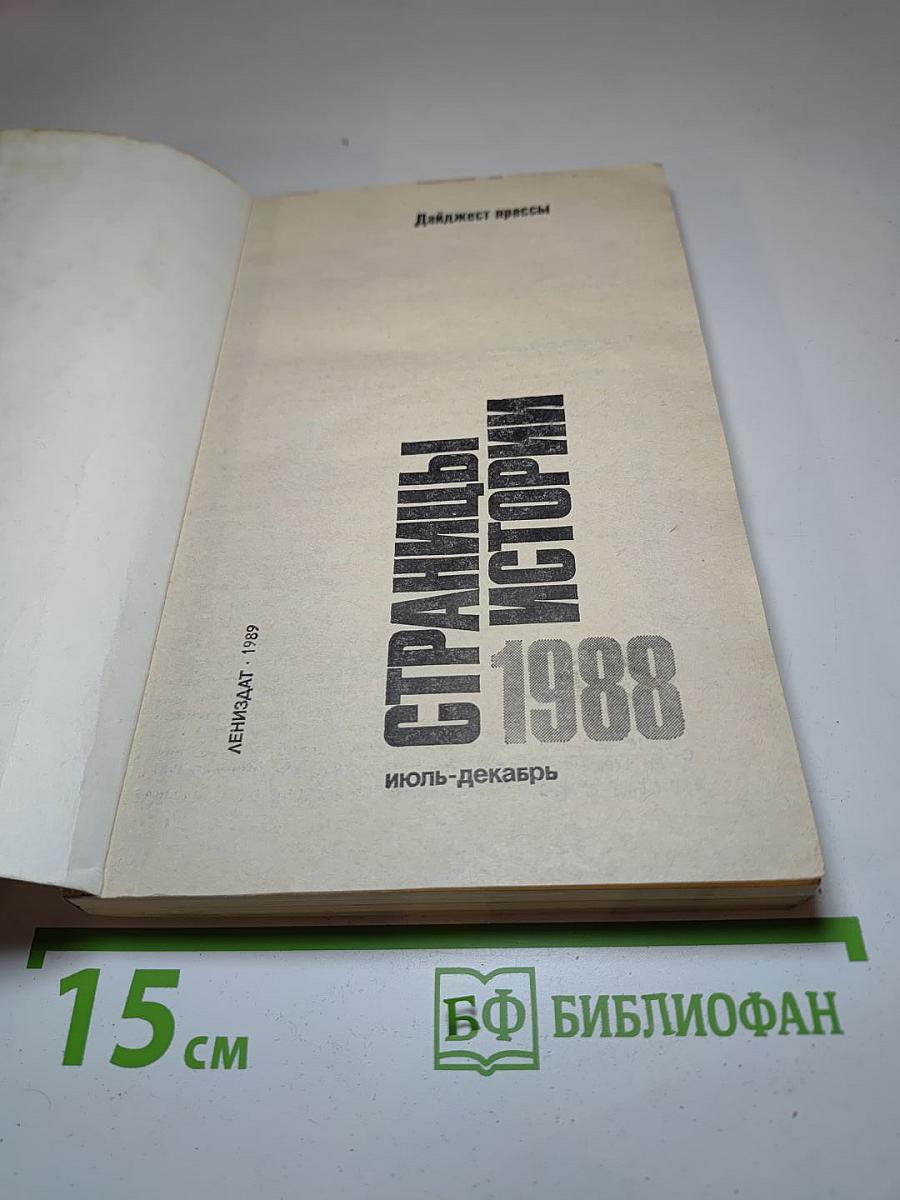 Дайджест прессы
СТРАНИЦЫ
ИСТОРИИ
1988
июль-декабрь
ЛЕНИЗДАТ · 1989
15 см
БФ БИБЛИОФАН